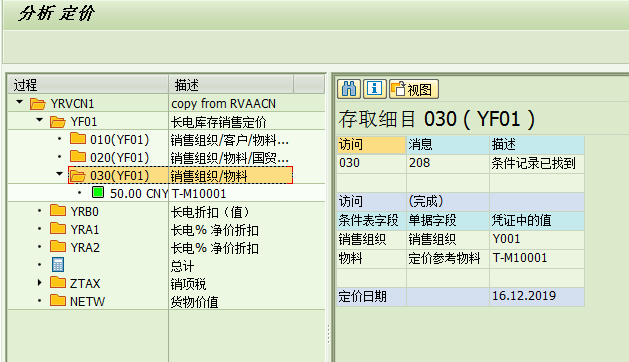 分析 定价
过程 描述
YRVCN1 copy from RVAACN
YF01 长电库存销售定价
010(YF01) 销售组织/客户/物料...
020(YF01) 销售组织/物料/国贸...
030(YF01) 销售组织/物料
50.00 CNY T-M10001
YRB0 长电折扣（值）
YRA1 长电% 净价折扣
YRA2 长电% 净价折扣
总计
ZTAX 销项税
NETW 货物价值
视图
存取细目 030 ( YF01 )
访问 消息 描述
030 208 条件记录已找到
访问 (完成)
条件表字段 单据字段 凭证中的值
销售组织 销售组织 Y001
物料 定价参考物料 T-M10001
定价日期 16.12.2019